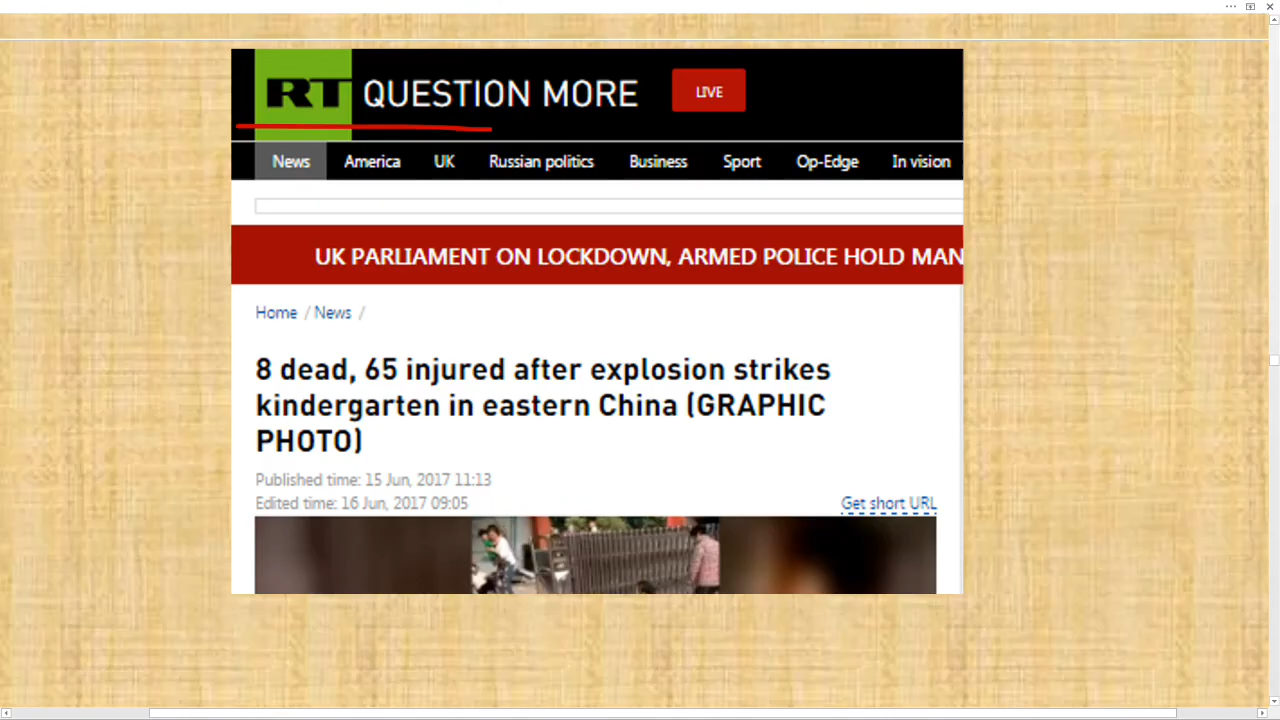 RT QUESTION MORE LIVE
News America UK Russian politics Business Sport Op-Edge In vision
UK PARLIAMENT ON LOCKDOWN, ARMED POLICE HOLD MAN
Home / News /
8 dead, 65 injured after explosion strikes
kindergarten in eastern China (GRAPHIC
PHOTO)
Published time: 15 Jun, 2017 11:13
Edited time: 16 Jun, 2017 09:05
Get short URL